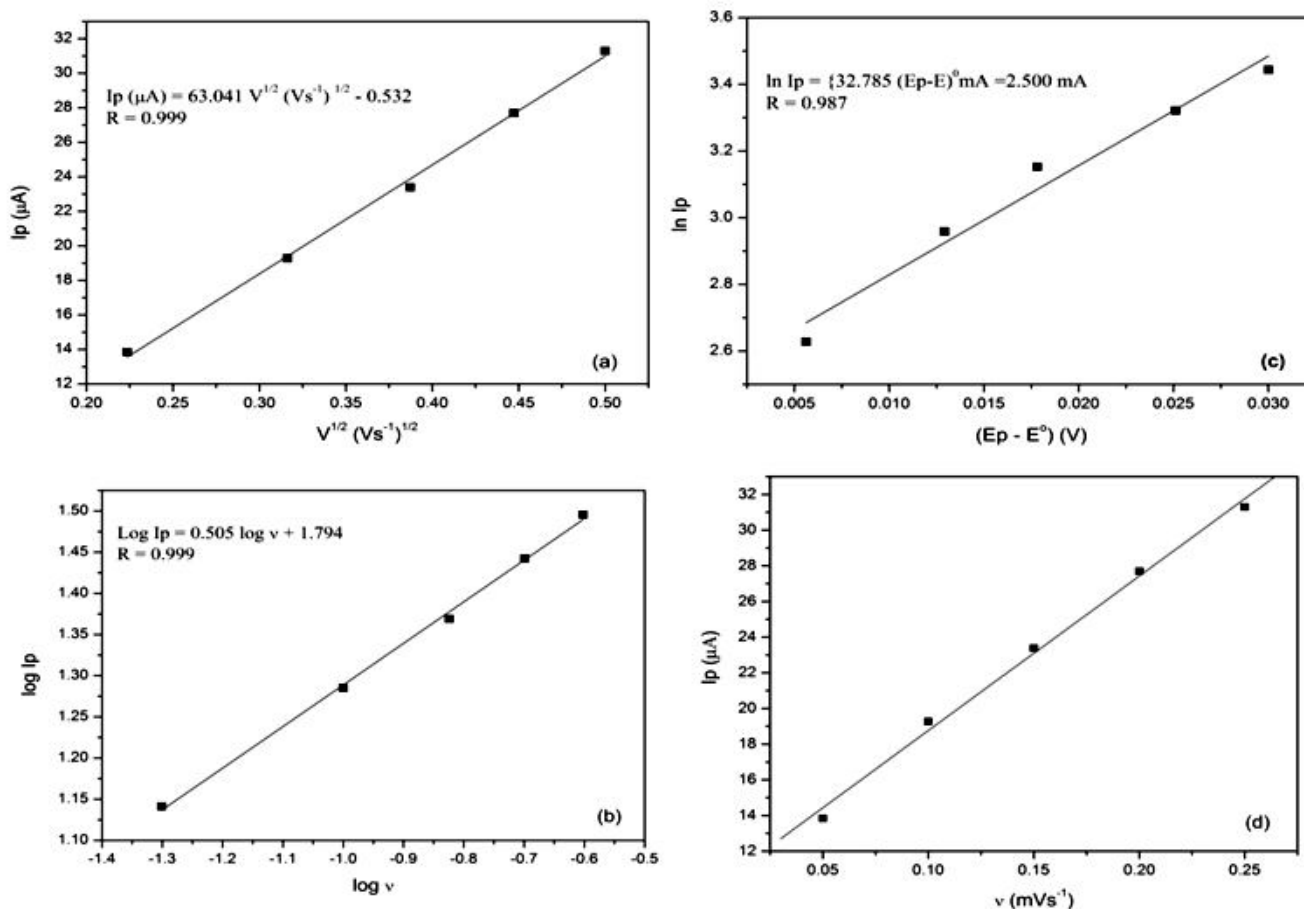 Ip (μA) = 63.041 V^1/2 (Vs^-1) ^1/2 - 0.532
R = 0.999
Ip (μA)
32
30
28
26
24
22
20
18
16
14
12
0.20 0.25 0.30 0.35 0.40 0.45 0.50
V^1/2 (Vs^-1)^1/2
(a)
ln Ip = {32.785 (Ep-E)^o mA =2.500 mA
R = 0.987
ln Ip
3.8
3.4
3.2
3.0
2.8
2.6
0.005 0.010 0.015 0.020 0.025 0.030
(Ep - E^o) (V)
(c)
Log Ip = 0.505 log ν + 1.794
R = 0.999
log Ip
1.50
1.45
1.40
1.35
1.30
1.25
1.20
1.15
1.10
-1.4 -1.3 -1.2 -1.1 -1.0 -0.9 -0.8 -0.7 -0.6 -0.5
log ν
(b)
Ip (μA)
32
30
28
26
24
22
20
18
16
14
12
0.05 0.10 0.15 0.20 0.25
ν (mVs^-1)
(d)